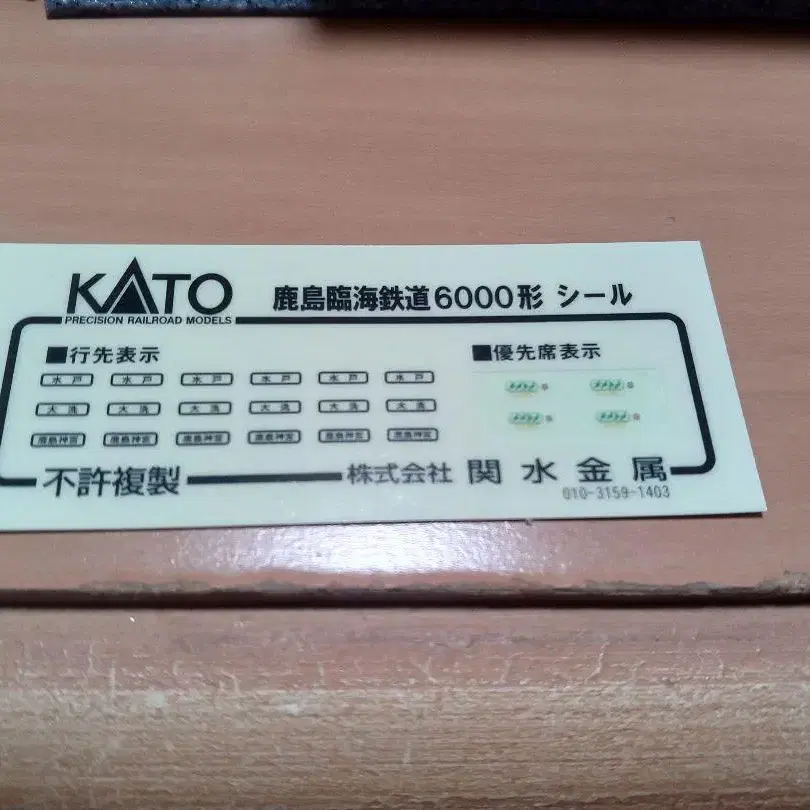 KATO
PRECISION RAILROAD MODELS
鹿島臨海鉄道6000形 シール
■行先表示
水戸 水戸 水戸 水戸 水戸 水戸
大洗 大洗 大洗 大洗 大洗 大洗
鹿島神宮 鹿島神宮 鹿島神宮 鹿島神宮 鹿島神宮 鹿島神宮
■優先席表示
不許複製
株式会社 関水金属
010-3159-1403